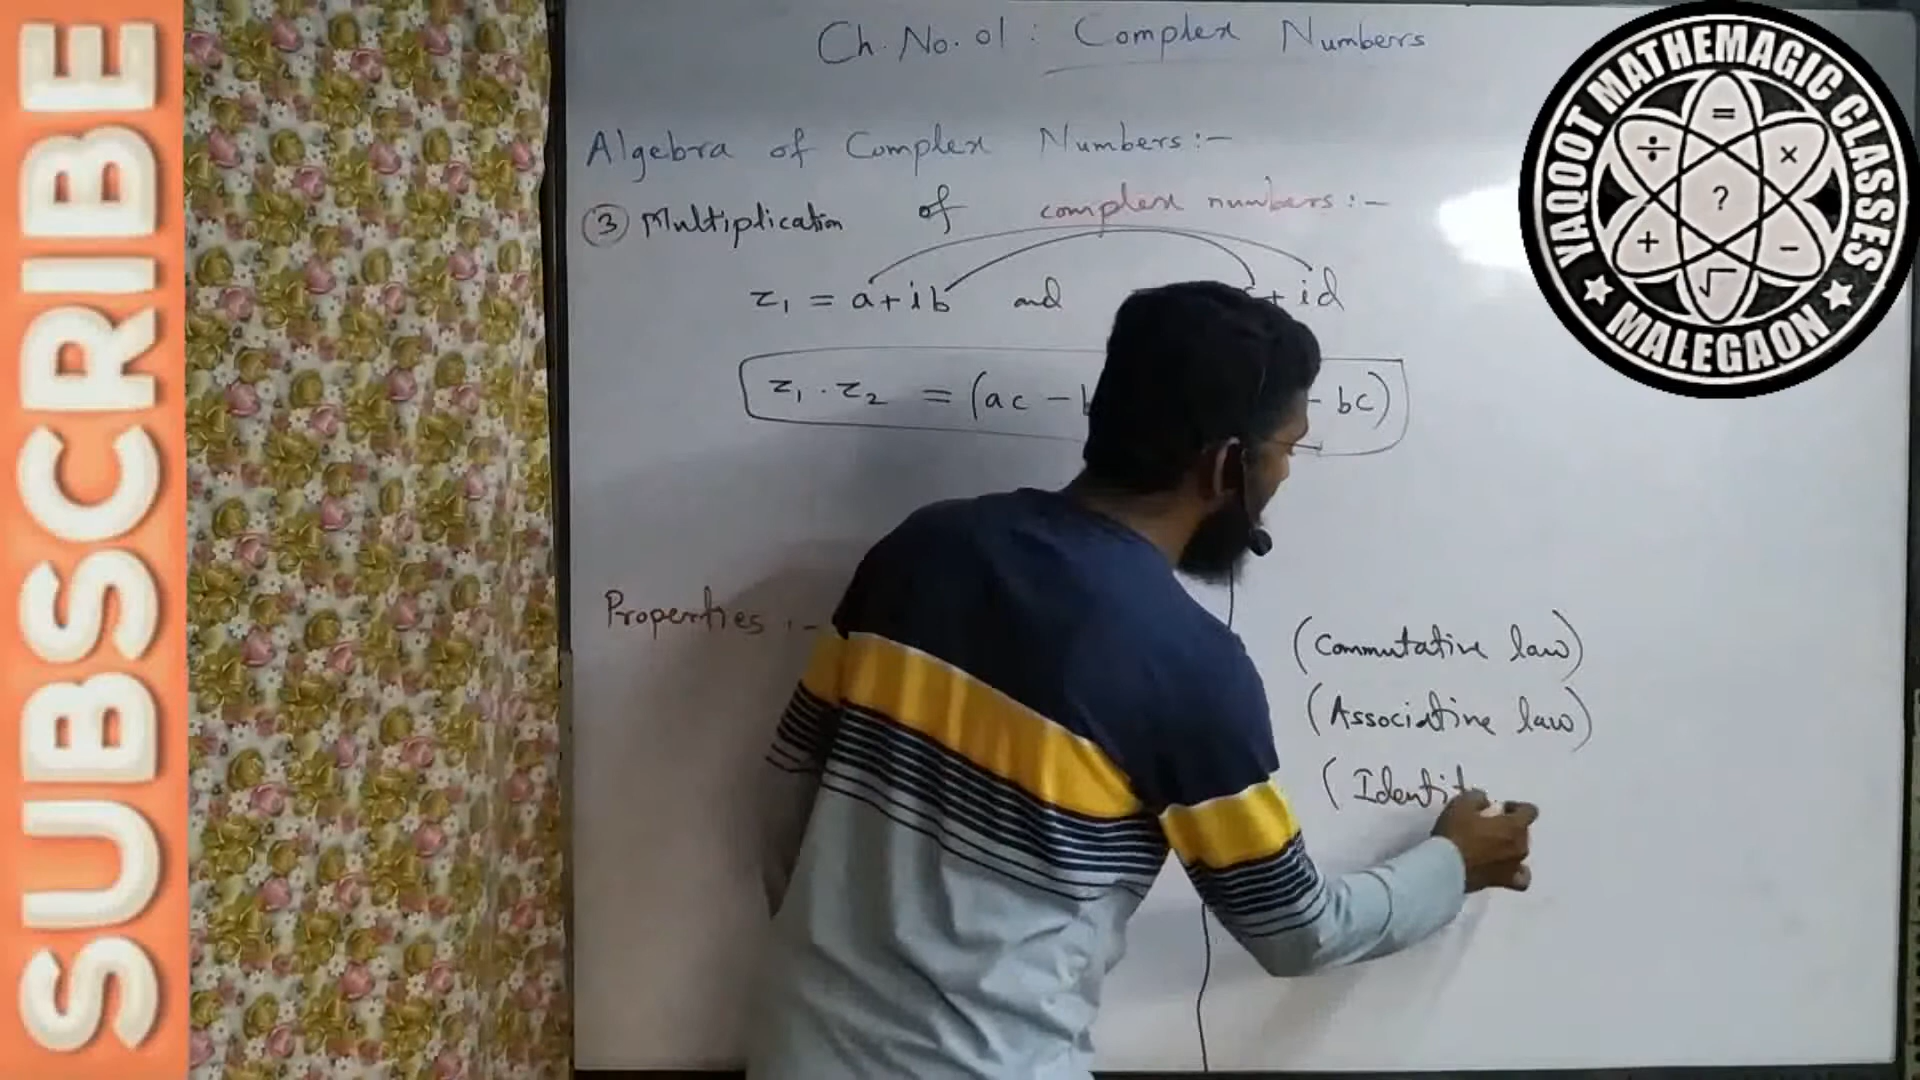 SUBSCRIBE
Ch. No. 01 : Complex Numbers
Algebra of Complex Numbers:-
③ Multiplication of complex numbers:-
z₁ = a+ib and + id
z₁ . z₂ = (ac - bc)
Properties :-
(Commutative law)
(Associative law)
(Identit
YAQOOT MATHEMAGIC CLASSES
★ MALEGAON ★
=
÷ ×
?
+ −
√